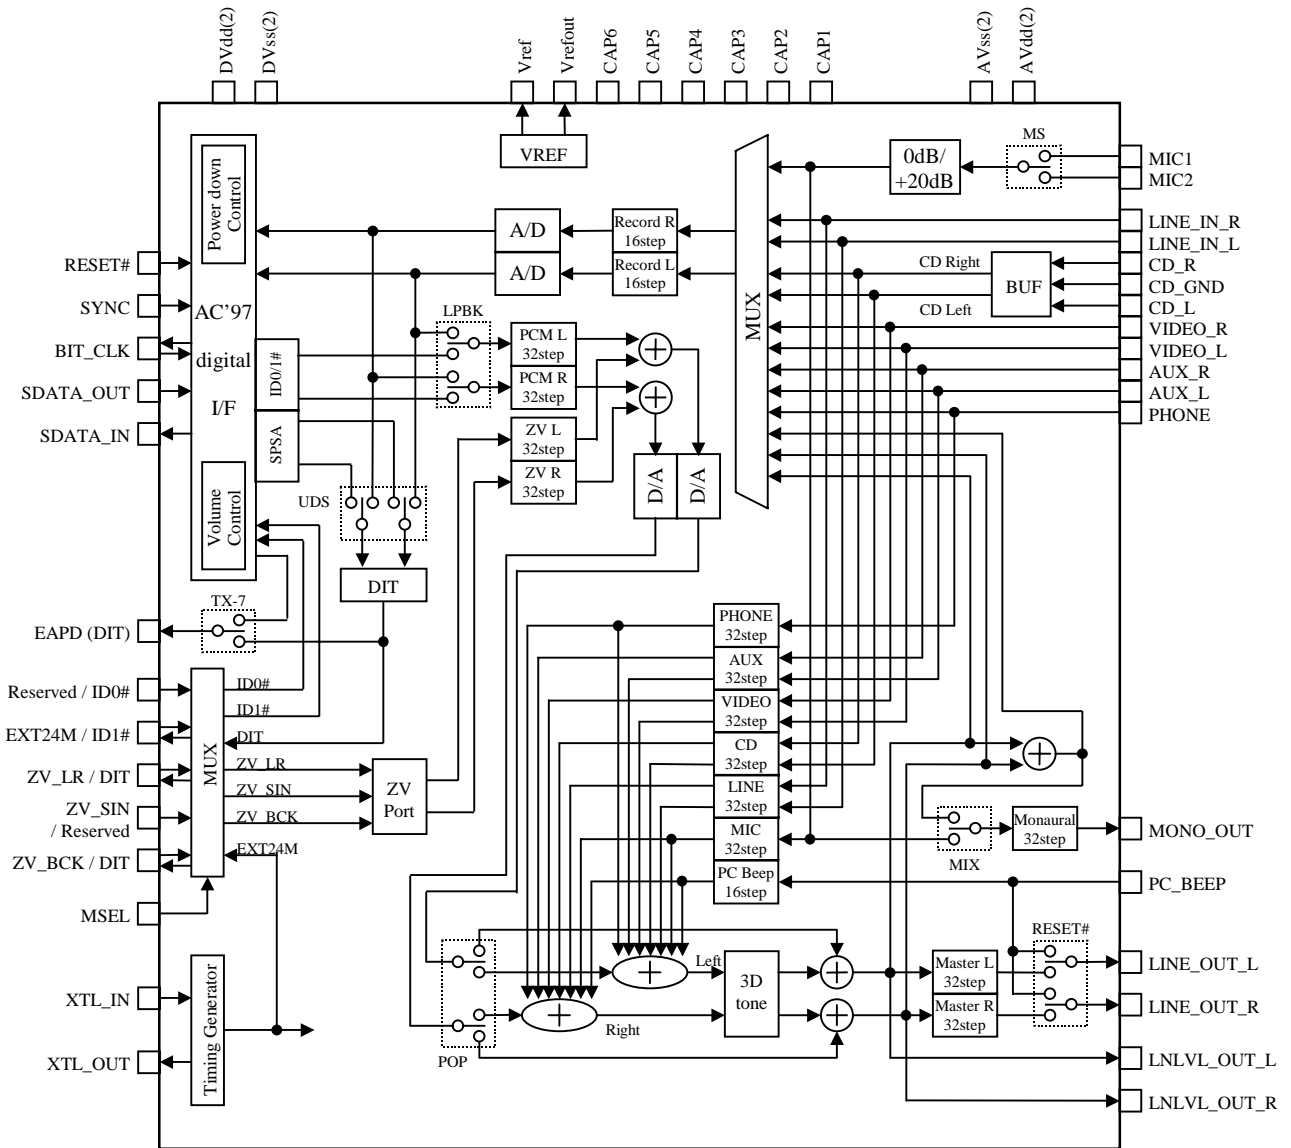 DVdd(2)
DVss(2)
Vref
Vrefout
CAP6
CAP5
CAP4
CAP3
CAP2
CAP1
AVss(2)
AVdd(2)
VREF
MS
0dB/
+20dB
MIC1
MIC2
Power down
Control
A/D
Record R
16step
LINE_IN_R
LINE_IN_L
RESET#
A/D
Record L
16step
CD Right
BUF
CD Left
CD_R
CD_GND
CD_L
SYNC
AC'97
digital
I/F
LPBK
MUX
VIDEO_R
VIDEO_L
BIT_CLK
ID0/1#
PCM L
32step
PCM R
32step
AUX_R
AUX_L
SDATA_OUT
PHONE
SDATA_IN
SPSA
ZV L
32step
ZV R
32step
D/A
D/A
Volume
Control
UDS
DIT
TX-7
EAPD (DIT)
PHONE
32step
AUX
32step
VIDEO
32step
CD
32step
LINE
32step
MIC
32step
PC Beep
16step
Reserved / ID0#
EXT24M / ID1#
ZV_LR / DIT
ZV_SIN
/ Reserved
ZV_BCK / DIT
MSEL
MUX
ID0#
ID1#
DIT
ZV_LR
ZV_SIN
ZV_BCK
EXT24M
ZV
Port
MIX
Monaural
32step
MONO_OUT
PC_BEEP
RESET#
XTL_IN
XTL_OUT
Timing Generator
POP
Left
Right
3D
tone
Master L
32step
Master R
32step
LINE_OUT_L
LINE_OUT_R
LNLVL_OUT_L
LNLVL_OUT_R